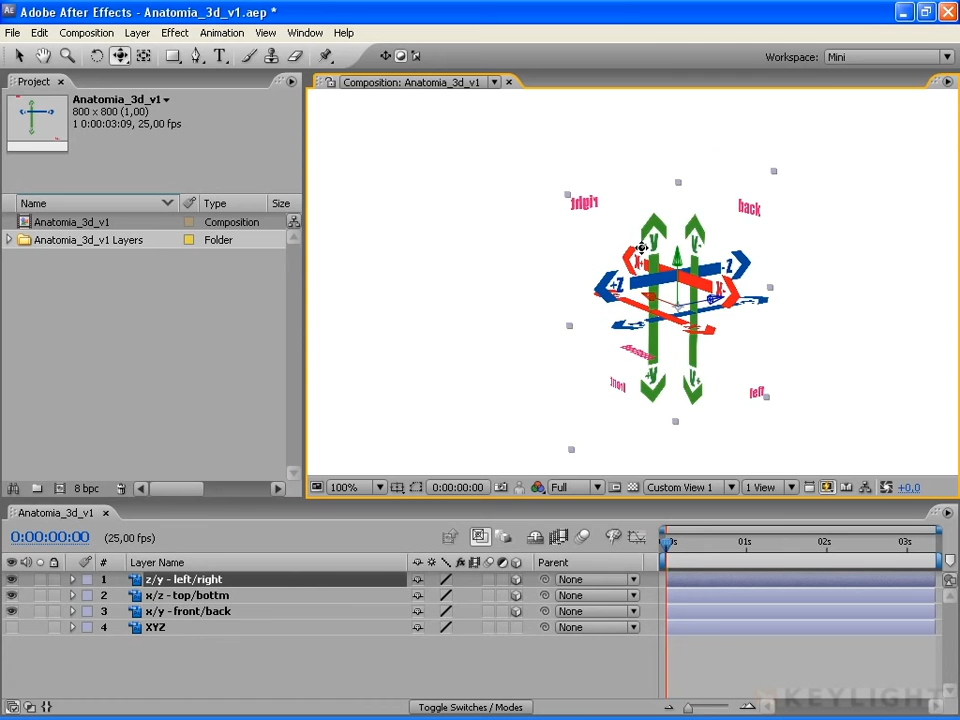 Adobe After Effects - Anatomia_3d_v1.aep *
File Edit Composition Layer Effect Animation View Window Help
Workspace: Mini
Project
Composition: Anatomia_3d_v1
Anatomia_3d_v1
800 x 800 (1,00)
1 0:00:03:09, 25,00 fps
Name Type Size
Anatomia_3d_v1 Composition
Anatomia_3d_v1 Layers Folder
right
back
Y-
Y-
X+
-Z
+Z
X-
front
left
+Y
Y+
8 bpc
100%
0:00:00:00
Full
Custom View 1
1 View
+0,0
Anatomia_3d_v1
0:00:00:00 (25,00 fps)
01s 02s 03s
# Layer Name Parent
1 z/y - left/right None
2 x/z - top/bottm None
3 x/y - front/back None
4 XYZ None
Toggle Switches / Modes
KEYLIGHT